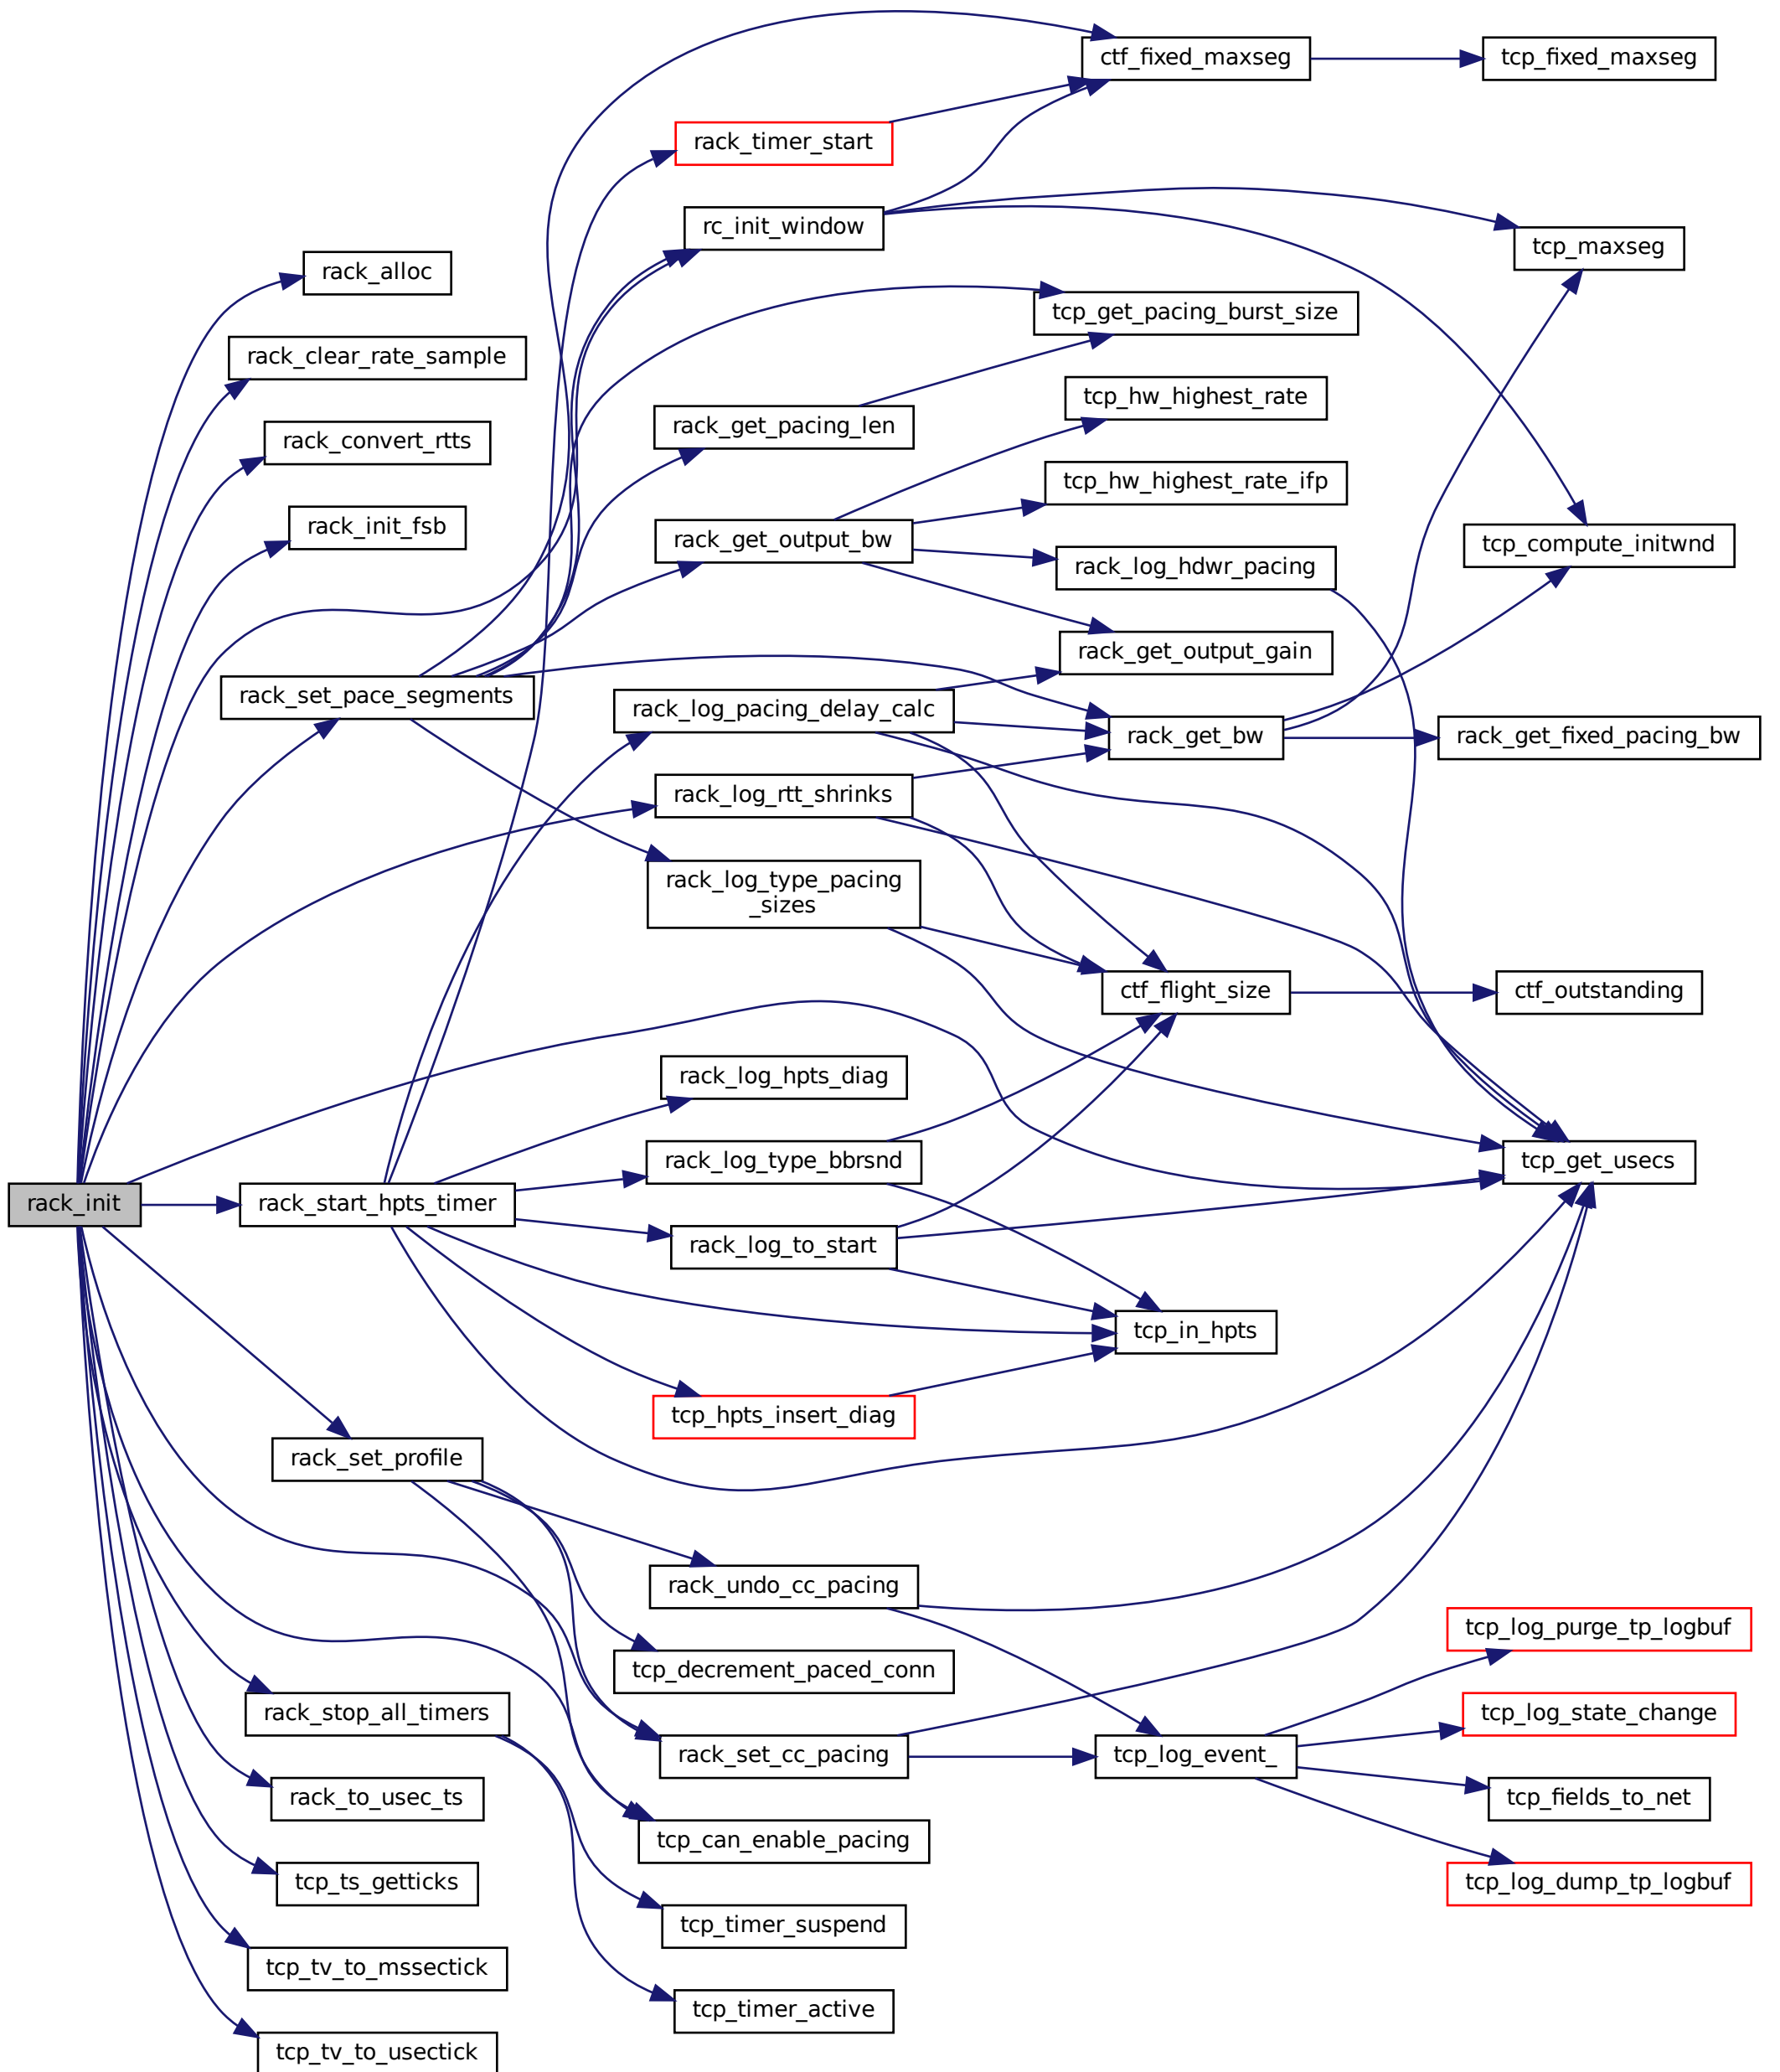 ctf_fixed_maxseg
tcp_fixed_maxseg
rack_timer_start
rc_init_window
tcp_maxseg
rack_alloc
tcp_get_pacing_burst_size
rack_clear_rate_sample
tcp_hw_highest_rate
rack_get_pacing_len
rack_convert_rtts
tcp_hw_highest_rate_ifp
rack_init_fsb
rack_get_output_bw
tcp_compute_initwnd
rack_log_hdwr_pacing
rack_get_output_gain
rack_set_pace_segments
rack_log_pacing_delay_calc
rack_get_bw
rack_get_fixed_pacing_bw
rack_log_rtt_shrinks
rack_log_type_pacing
_sizes
ctf_flight_size
ctf_outstanding
rack_log_hpts_diag
rack_log_type_bbrsnd
tcp_get_usecs
rack_init
rack_start_hpts_timer
rack_log_to_start
tcp_in_hpts
tcp_hpts_insert_diag
rack_set_profile
rack_undo_cc_pacing
tcp_log_purge_tp_logbuf
tcp_decrement_paced_conn
rack_stop_all_timers
tcp_log_state_change
rack_set_cc_pacing
tcp_log_event_
rack_to_usec_ts
tcp_fields_to_net
tcp_can_enable_pacing
tcp_ts_getticks
tcp_log_dump_tp_logbuf
tcp_timer_suspend
tcp_tv_to_mssectick
tcp_timer_active
tcp_tv_to_usectick